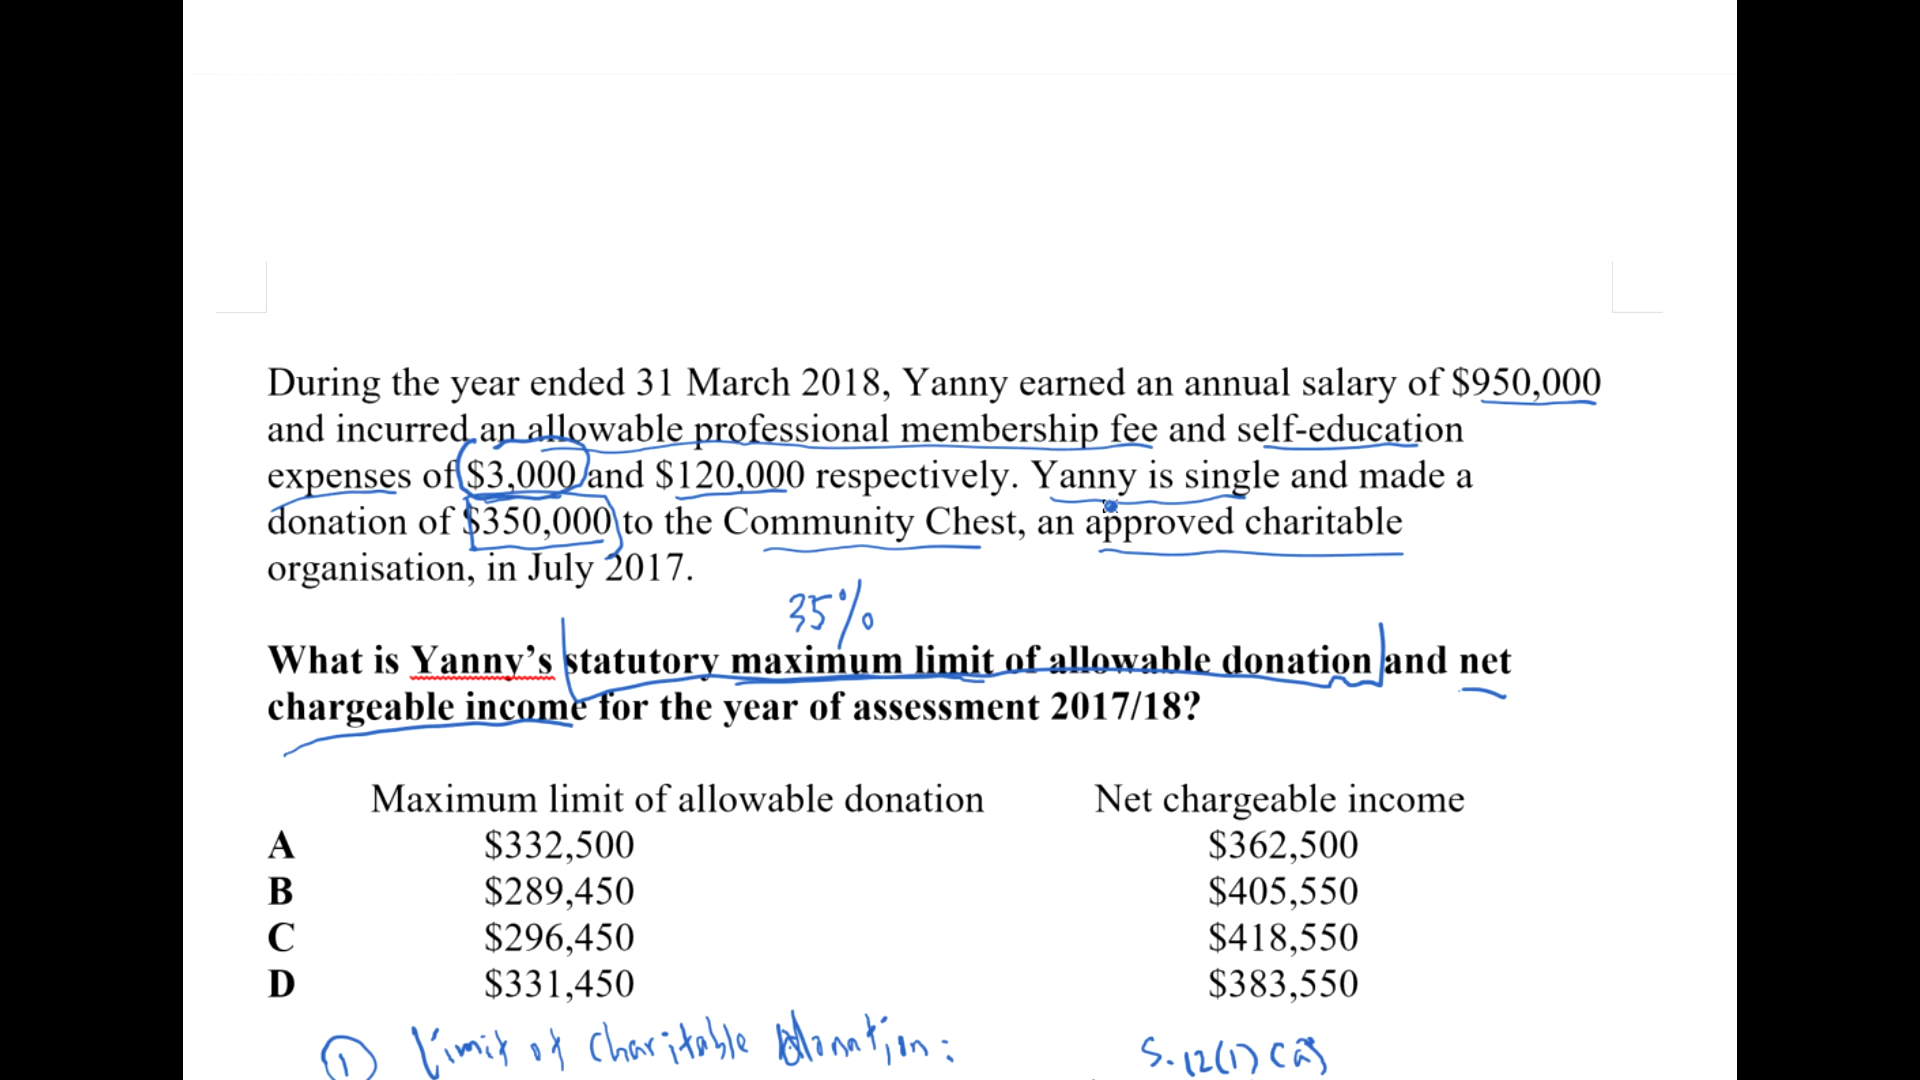 During the year ended 31 March 2018, Yanny earned an annual salary of $950,000
and incurred an allowable professional membership fee and self-education
expenses of $3,000 and $120,000 respectively. Yanny is single and made a
donation of $350,000 to the Community Chest, an approved charitable
organisation, in July 2017.
35%
What is Yanny’s statutory maximum limit of allowable donation and net
chargeable income for the year of assessment 2017/18?
Maximum limit of allowable donation Net chargeable income
A $332,500 $362,500
B $289,450 $405,550
C $296,450 $418,550
D $331,450 $383,550
① Limit of Charitable Donation: S.12(1)(a)